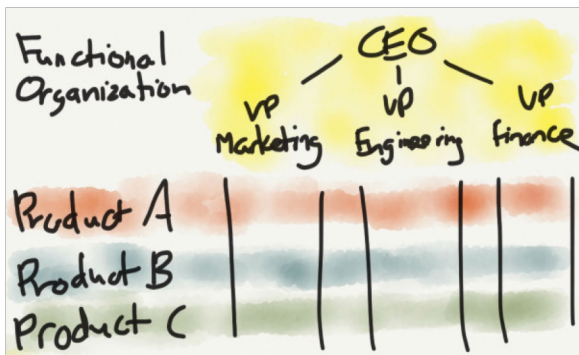 Functional
Organization
CEO
VP
Marketing
VP
Engineering
VP
Finance
Product A
Product B
Product C